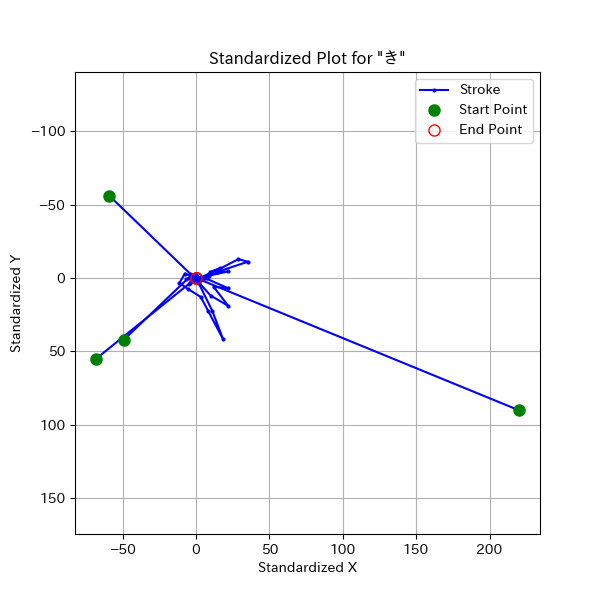 Standardized Plot for "き"
Stroke
Start Point
End Point
Standardized Y
−100
−50
0
50
100
150
−50
0
50
100
150
200
Standardized X